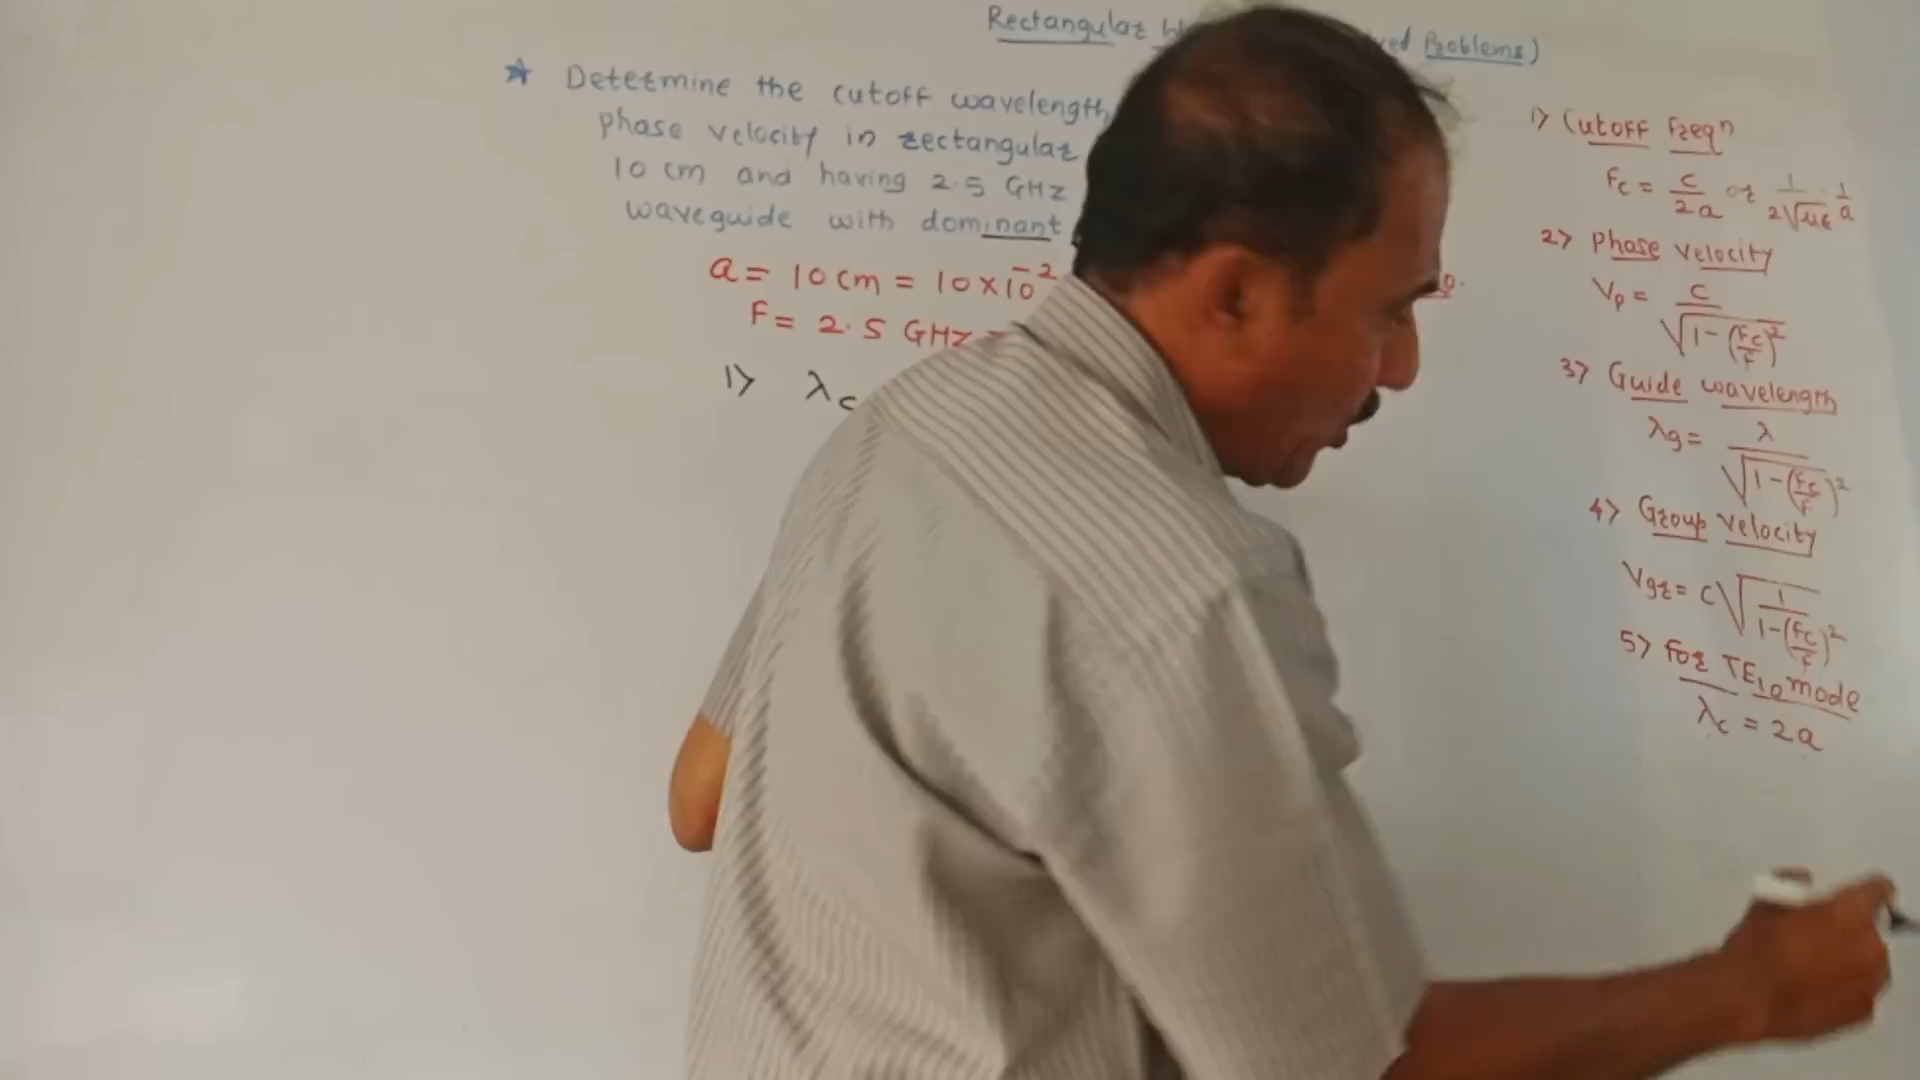 Rectangular Problems)
☆ Determine the cutoff wavelength
phase velocity in rectangular
10 cm and having 2.5 GHz
waveguide with dominant
a = 10 cm = 10 × 10⁻²
F = 2.5 GHz
1) λc
1) Cutoff freqn
Fc = c/2a or 1/2√με · 1/a
2) Phase velocity
Vp = c/√1-(Fc/F)²
3) Guide wavelength
λg = λ/√1-(Fc/F)²
4) Group velocity
Vgr = c√1/1-(Fc/F)²
5) For TE₁₀ mode
λc = 2a